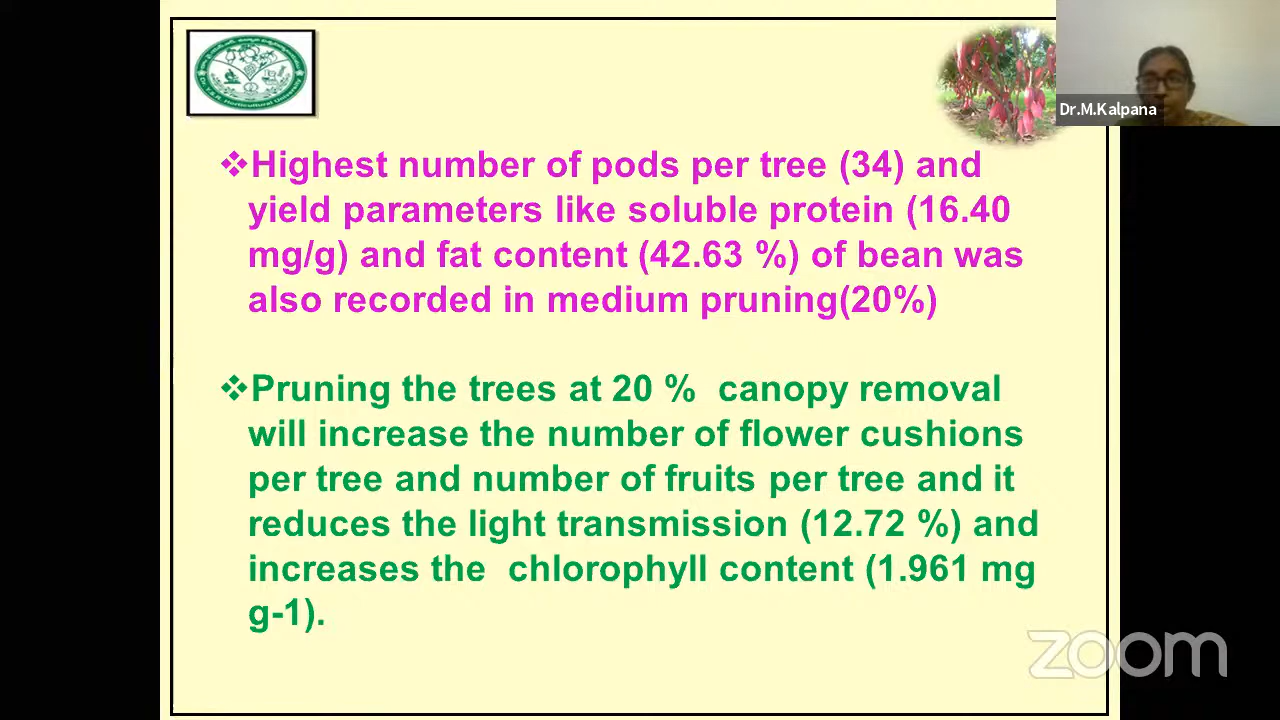 Dr.M.Kalpana
❖Highest number of pods per tree (34) and
yield parameters like soluble protein (16.40
mg/g) and fat content (42.63 %) of bean was
also recorded in medium pruning(20%)
❖Pruning the trees at 20 % canopy removal
will increase the number of flower cushions
per tree and number of fruits per tree and it
reduces the light transmission (12.72 %) and
increases the chlorophyll content (1.961 mg
g-1).
zoom